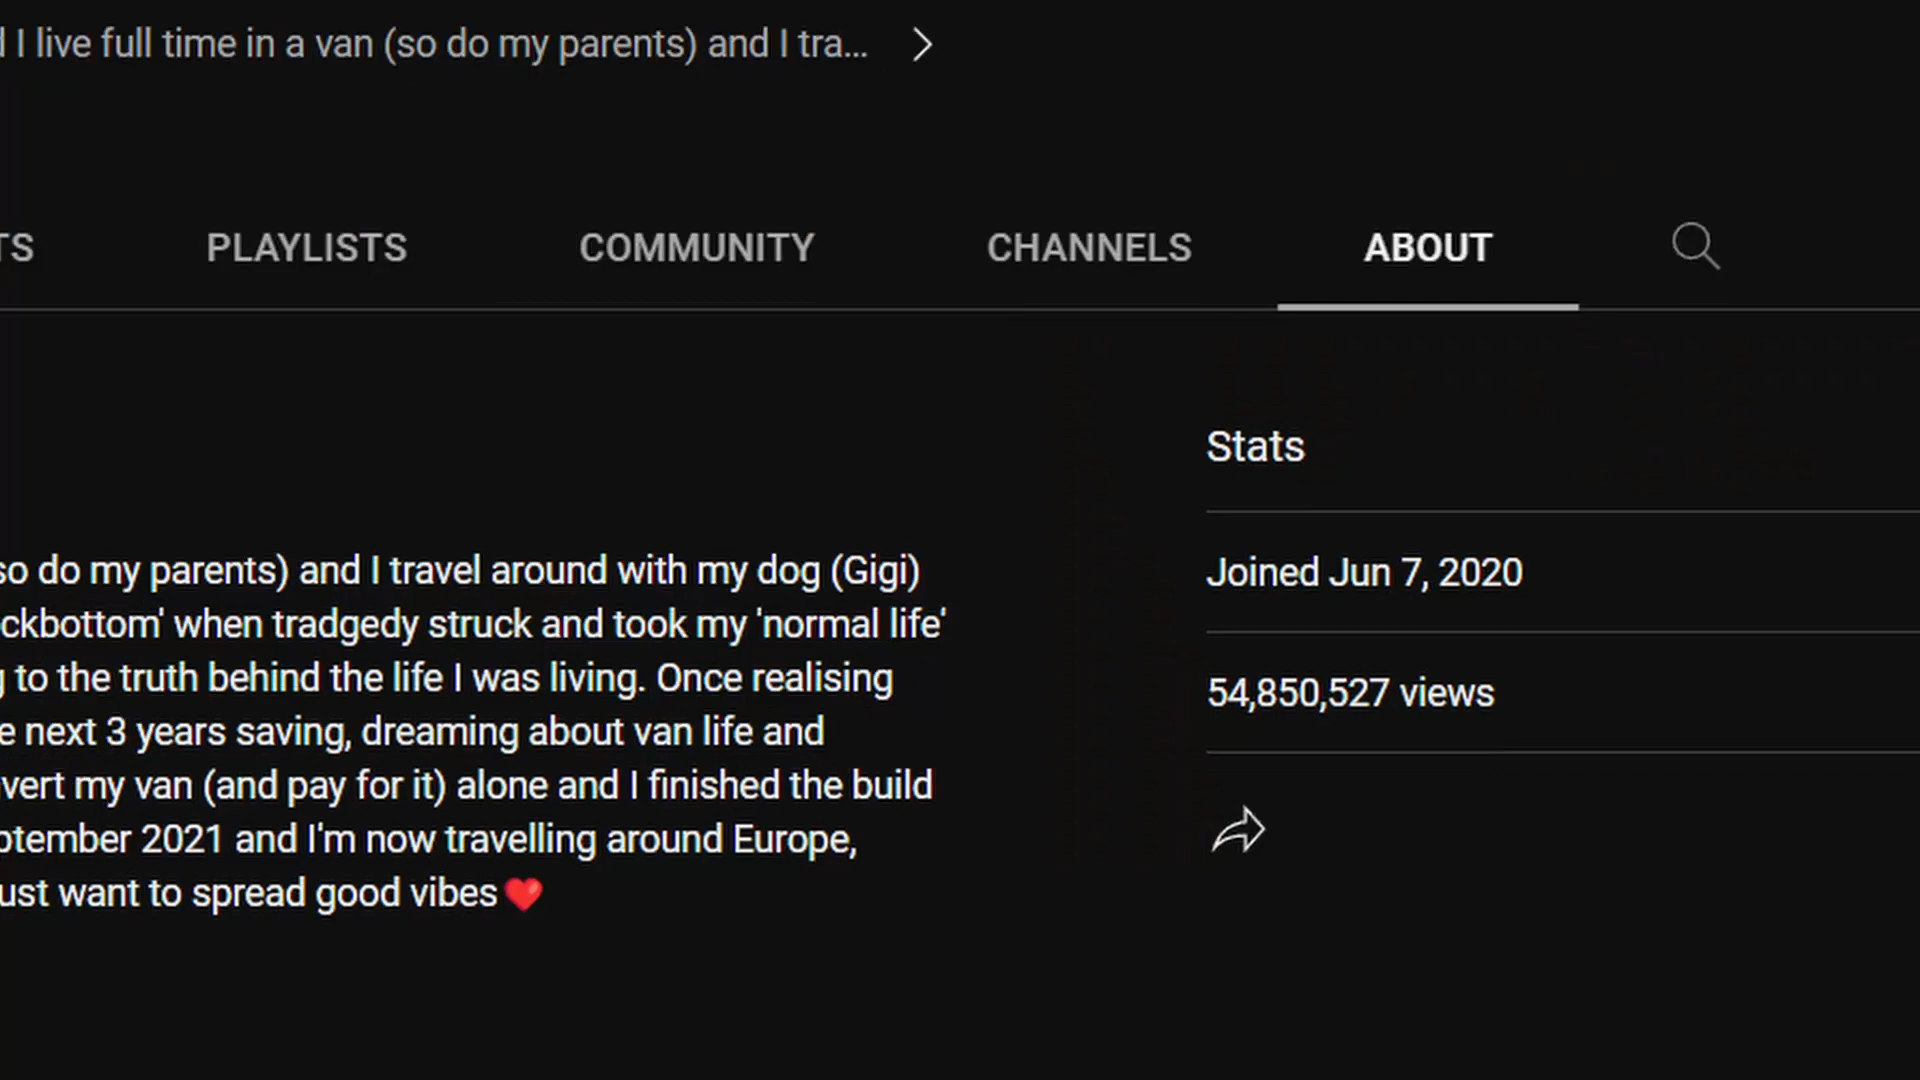 I live full time in a van (so do my parents) and I tra...
PLAYLISTS COMMUNITY CHANNELS ABOUT
Stats
so do my parents) and I travel around with my dog (Gigi)
ckbottom' when tradgedy struck and took my 'normal life'
to the truth behind the life I was living. Once realising
next 3 years saving, dreaming about van life and
vert my van (and pay for it) alone and I finished the build
ptember 2021 and I'm now travelling around Europe,
ust want to spread good vibes❤️
Joined Jun 7, 2020
54,850,527 views